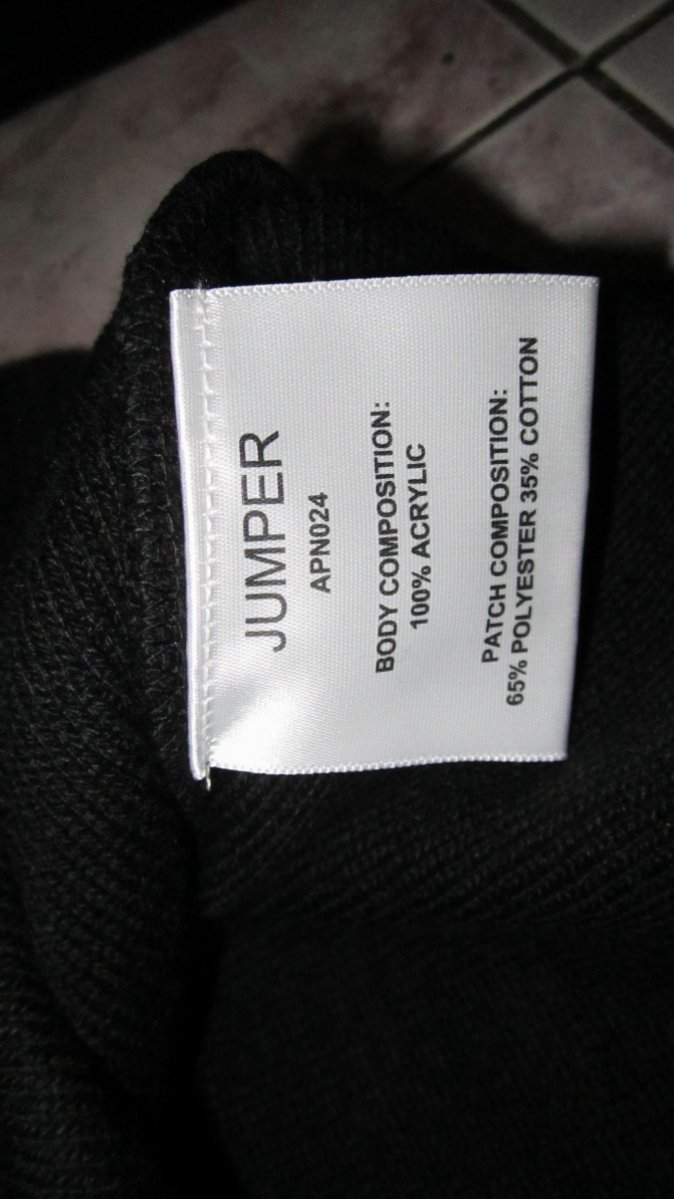 JUMPER
APN024
BODY COMPOSITION:
100% ACRYLIC
PATCH COMPOSITION:
65% POLYESTER 35% COTTON